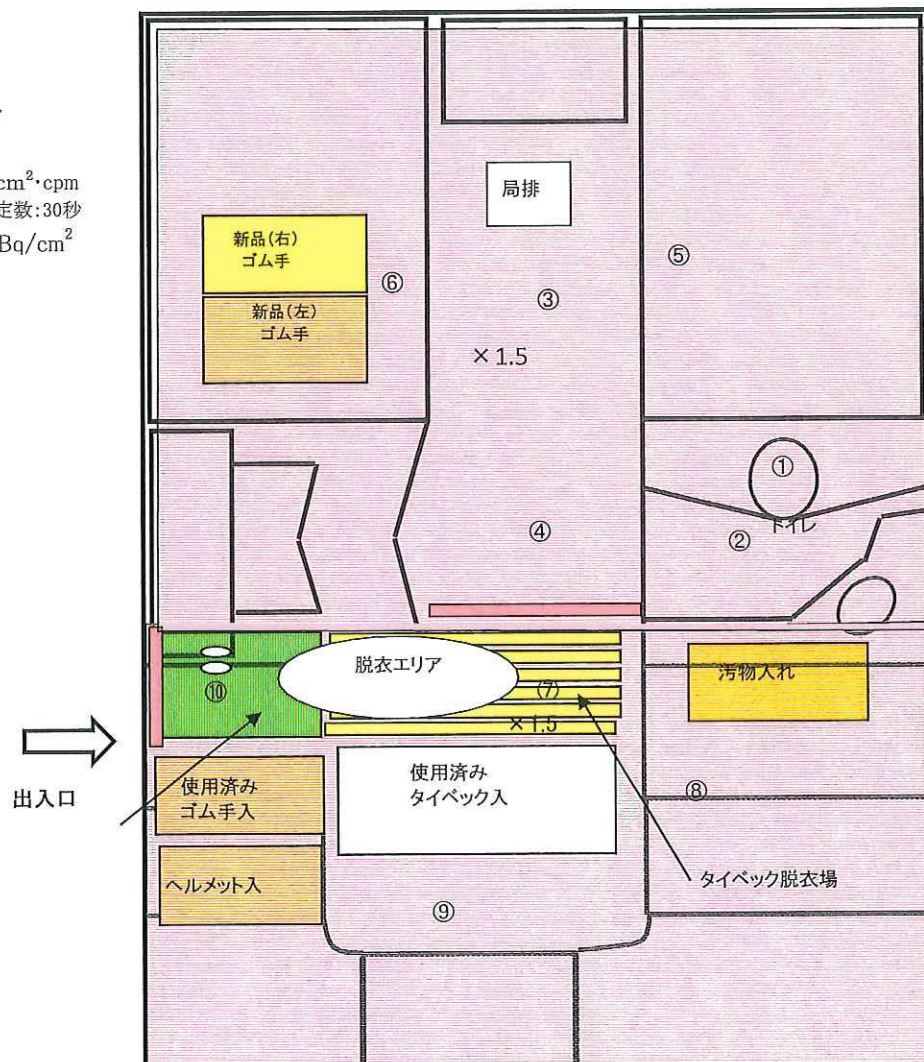 cm²・cpm
定数:30秒
Bq/cm²
局排
新品(右)
ゴム手
新品(左)
ゴム手
⑥
③
⑤
×1.5
①
トイレ
②
④
脱衣エリア
⑩
⑦
×1.5
汚物入れ
出入口
使用済み
ゴム手入
使用済み
タイベック入
⑧
ヘルメット入
タイベック脱衣場
⑨